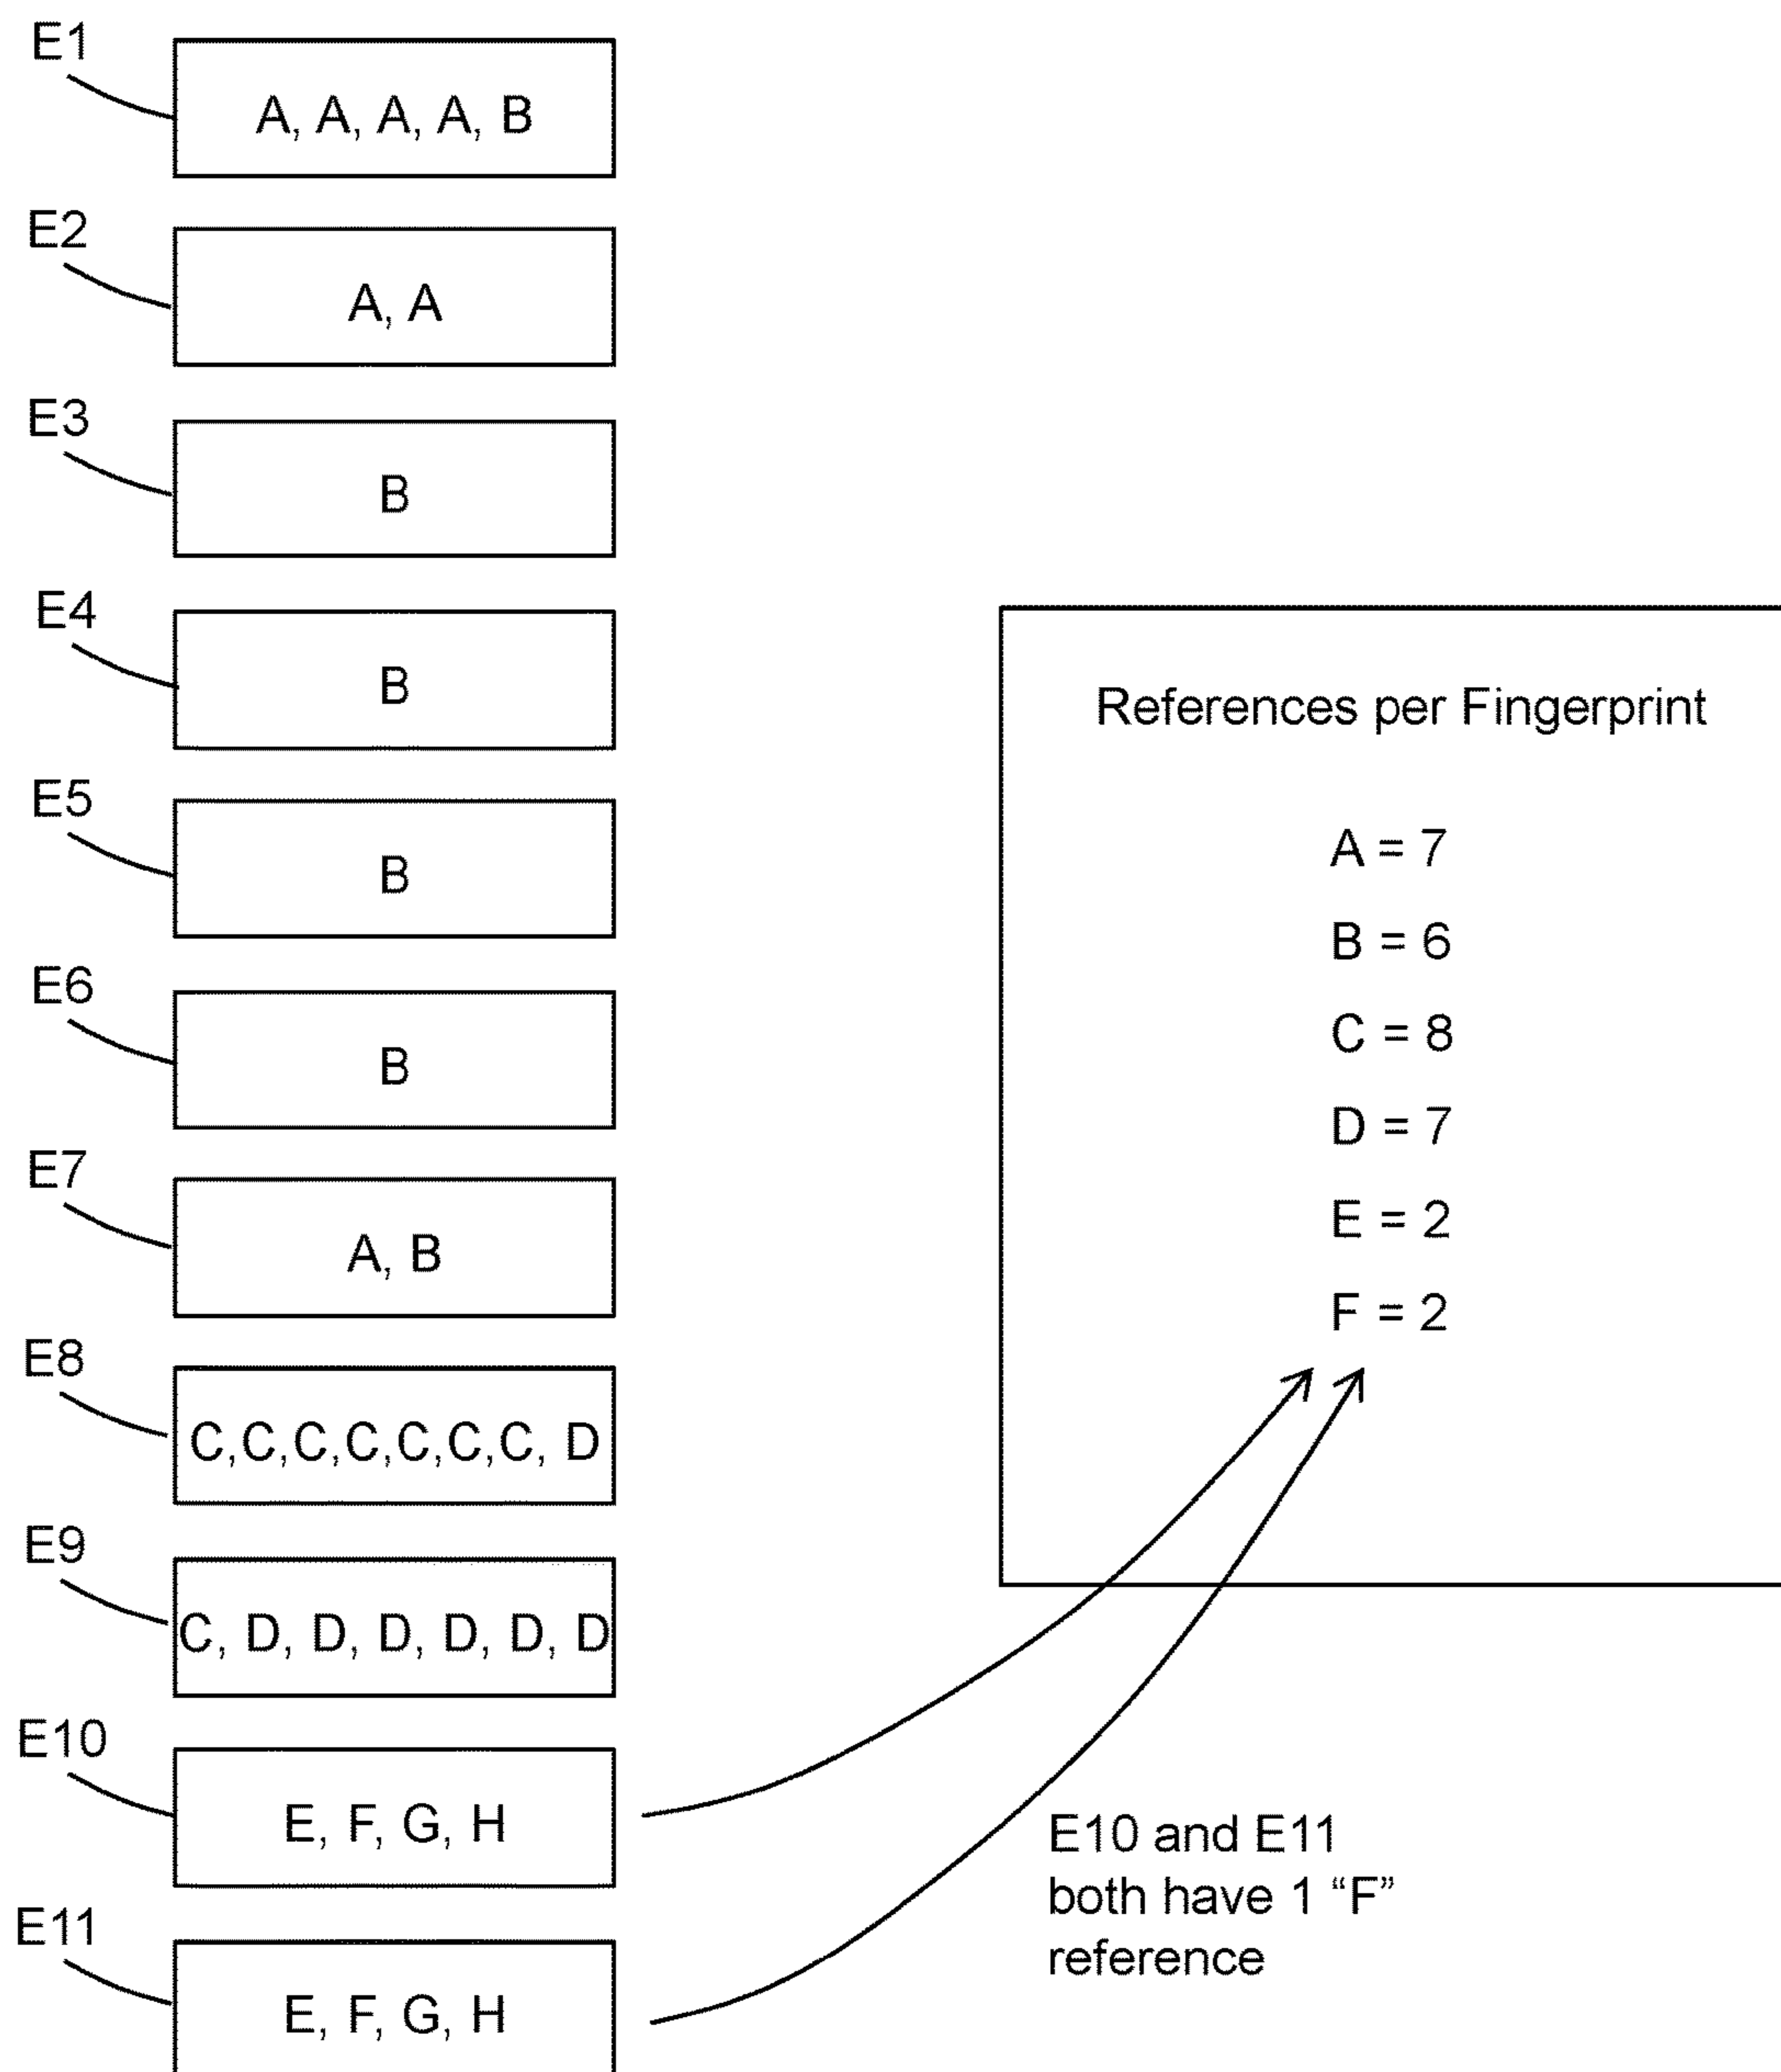 E1
A, A, A, A, B
E2
A, A
E3
B
E4
B
E5
B
E6
B
E7
A, B
E8
C,C,C,C,C,C,C, D
E9
C, D, D, D, D, D, D
E10
E, F, G, H
E11
E, F, G, H
References per Fingerprint
A = 7
B = 6
C = 8
D = 7
E = 2
F = 2
E10 and E11
both have 1 “F”
reference